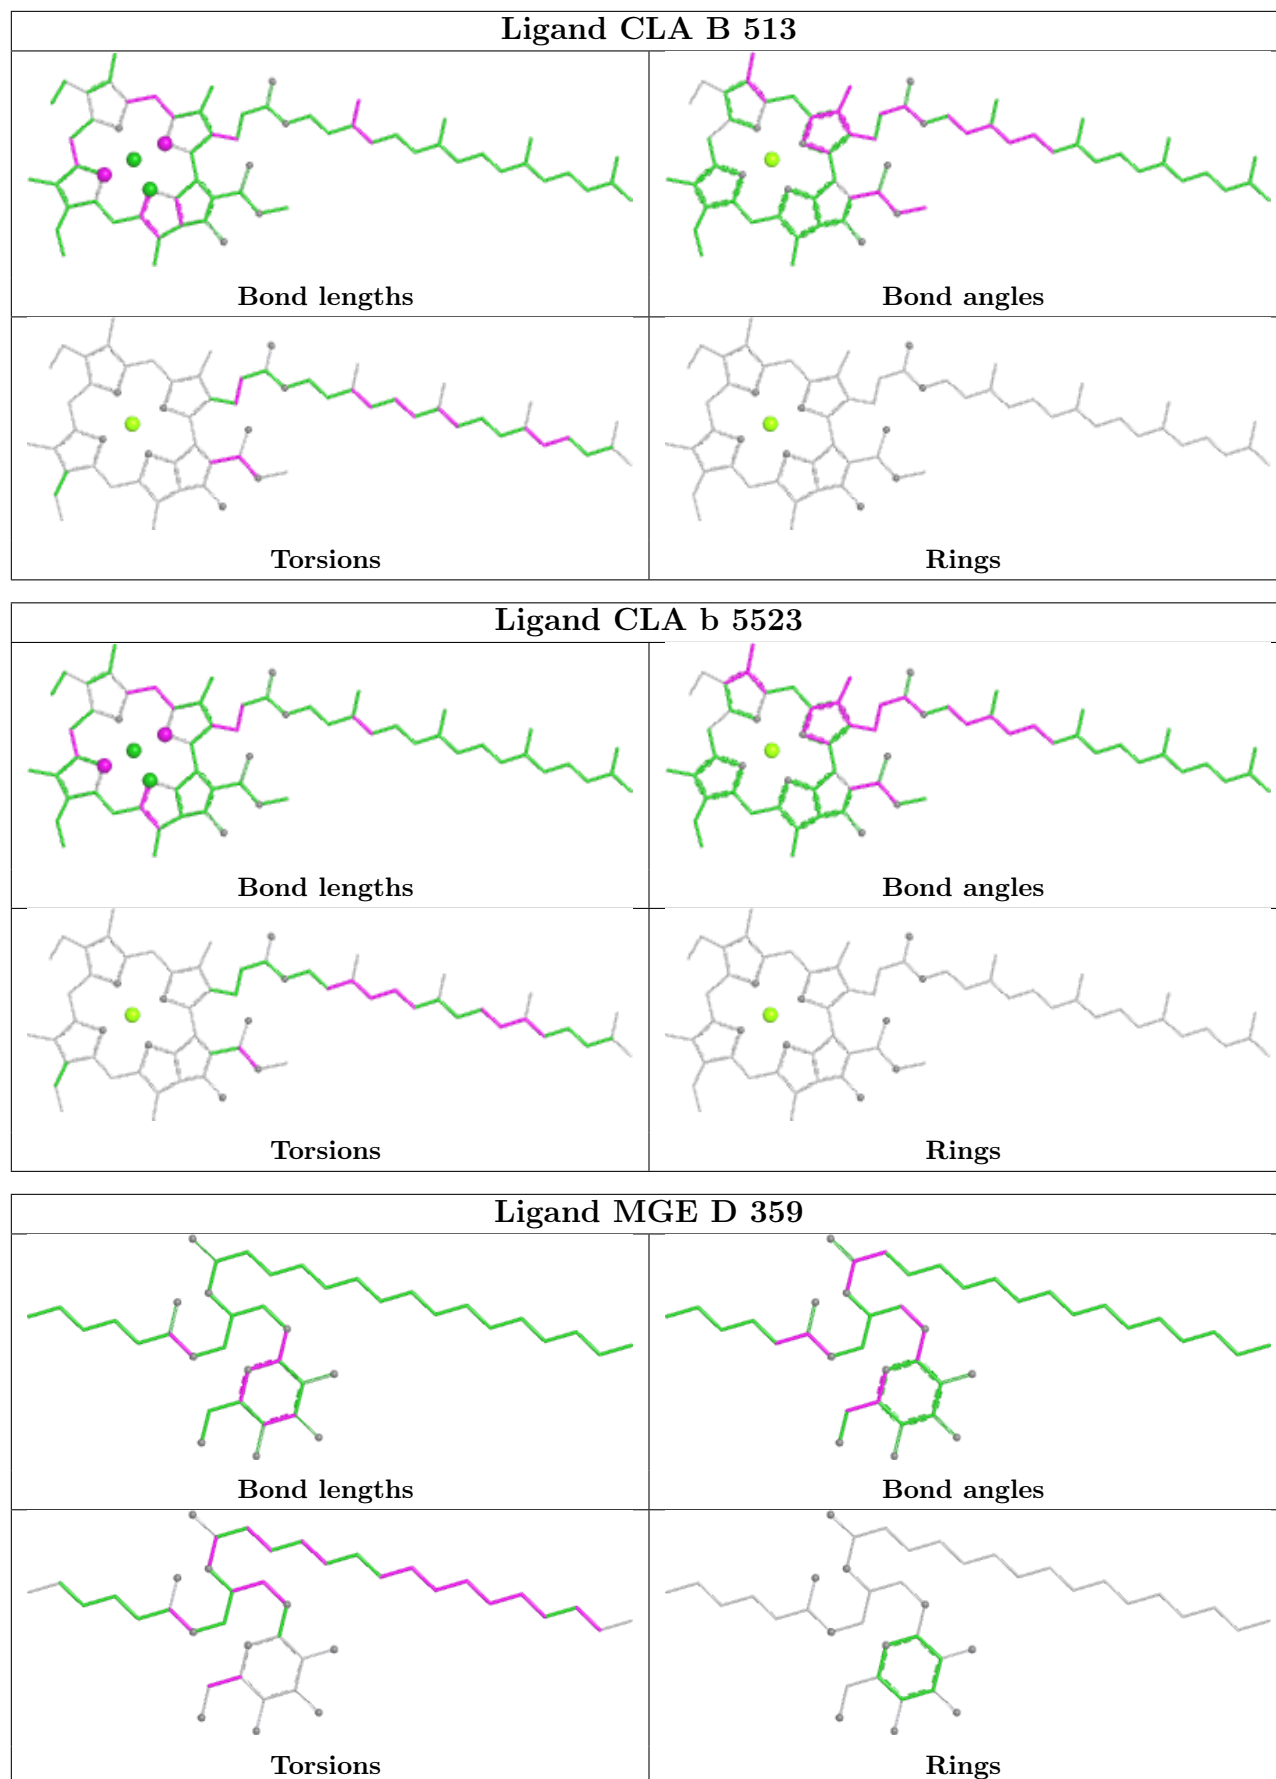 Ligand CLA B 513
Bond lengths
Bond angles
Torsions
Rings
Ligand CLA b 5523
Bond lengths
Bond angles
Torsions
Rings
Ligand MGE D 359
Bond lengths
Bond angles
Torsions
Rings